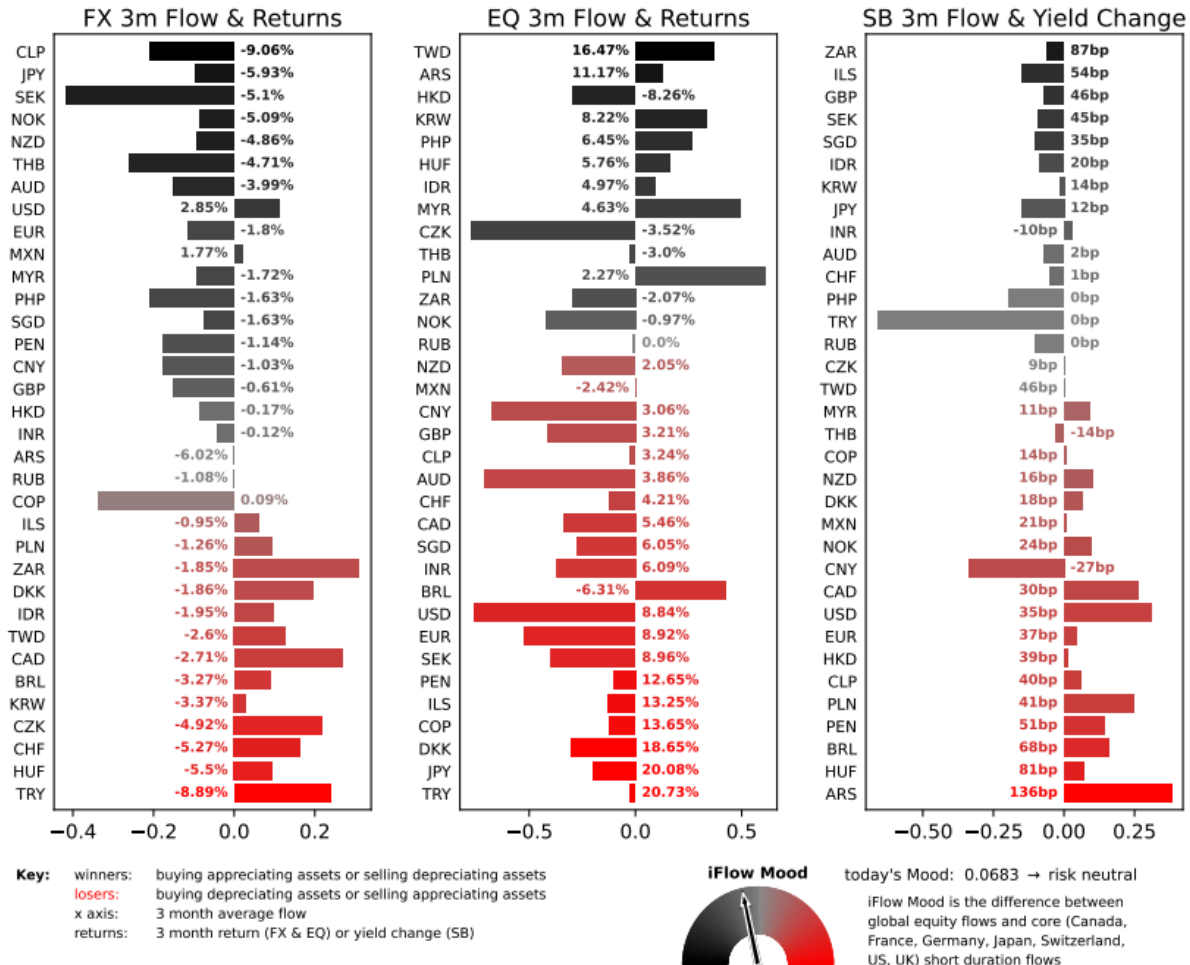 FX 3m Flow & Returns
CLP -9.06%
JPY -5.93%
SEK -5.1%
NOK -5.09%
NZD -4.86%
THB -4.71%
AUD -3.99%
USD 2.85%
EUR -1.8%
MXN 1.77%
MYR -1.72%
PHP -1.63%
SGD -1.63%
PEN -1.14%
CNY -1.03%
GBP -0.61%
HKD -0.17%
INR -0.12%
ARS -6.02%
RUB -1.08%
COP 0.09%
ILS -0.95%
PLN -1.26%
ZAR -1.85%
DKK -1.86%
IDR -1.95%
TWD -2.6%
CAD -2.71%
BRL -3.27%
KRW -3.37%
CZK -4.92%
CHF -5.27%
HUF -5.5%
TRY -8.89%
−0.4 −0.2 0.0 0.2
EQ 3m Flow & Returns
TWD 16.47%
ARS 11.17%
HKD -8.26%
KRW 8.22%
PHP 6.45%
HUF 5.76%
IDR 4.97%
MYR 4.63%
CZK -3.52%
THB -3.0%
PLN 2.27%
ZAR -2.07%
NOK -0.97%
RUB 0.0%
NZD 2.05%
MXN -2.42%
CNY 3.06%
GBP 3.21%
CLP 3.24%
AUD 3.86%
CHF 4.21%
CAD 5.46%
SGD 6.05%
INR 6.09%
BRL -6.31%
USD 8.84%
EUR 8.92%
SEK 8.96%
PEN 12.65%
ILS 13.25%
COP 13.65%
DKK 18.65%
JPY 20.08%
TRY 20.73%
−0.5 0.0 0.5
SB 3m Flow & Yield Change
ZAR 87bp
ILS 54bp
GBP 46bp
SEK 45bp
SGD 35bp
IDR 20bp
KRW 14bp
JPY 12bp
INR -10bp
AUD 2bp
CHF 1bp
PHP 0bp
TRY 0bp
RUB 0bp
CZK 9bp
TWD 46bp
MYR 11bp
THB -14bp
COP 14bp
NZD 16bp
DKK 18bp
MXN 21bp
NOK 24bp
CNY -27bp
CAD 30bp
USD 35bp
EUR 37bp
HKD 39bp
CLP 40bp
PLN 41bp
PEN 51bp
BRL 68bp
HUF 81bp
ARS 136bp
−0.50 −0.25 0.00 0.25
Key: winners: buying appreciating assets or selling depreciating assets
losers: buying depreciating assets or selling appreciating assets
x axis: 3 month average flow
returns: 3 month return (FX & EQ) or yield change (SB)
iFlow Mood
today's Mood: 0.0683 → risk neutral
iFlow Mood is the difference between
global equity flows and core (Canada,
France, Germany, Japan, Switzerland,
US, UK) short duration flows